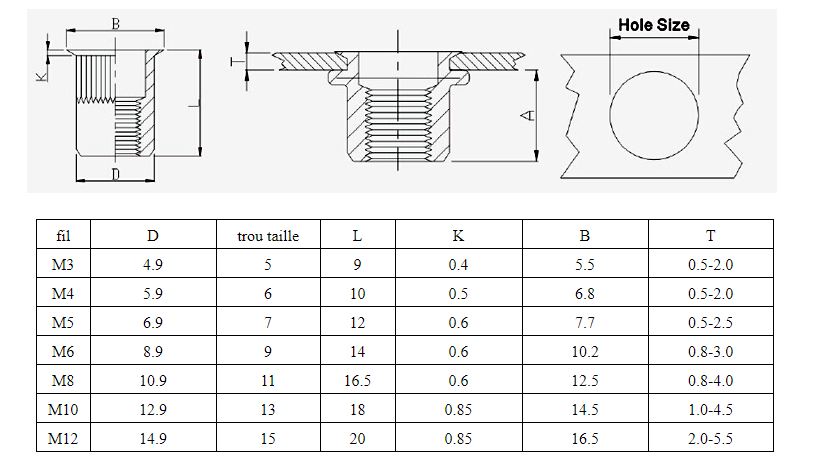 B
Hole Size
K
L
T
A
D
fil D trou taille L K B T
M3 4.9 5 9 0.4 5.5 0.5-2.0
M4 5.9 6 10 0.5 6.8 0.5-2.0
M5 6.9 7 12 0.6 7.7 0.5-2.5
M6 8.9 9 14 0.6 10.2 0.8-3.0
M8 10.9 11 16.5 0.6 12.5 0.8-4.0
M10 12.9 13 18 0.85 14.5 1.0-4.5
M12 14.9 15 20 0.85 16.5 2.0-5.5